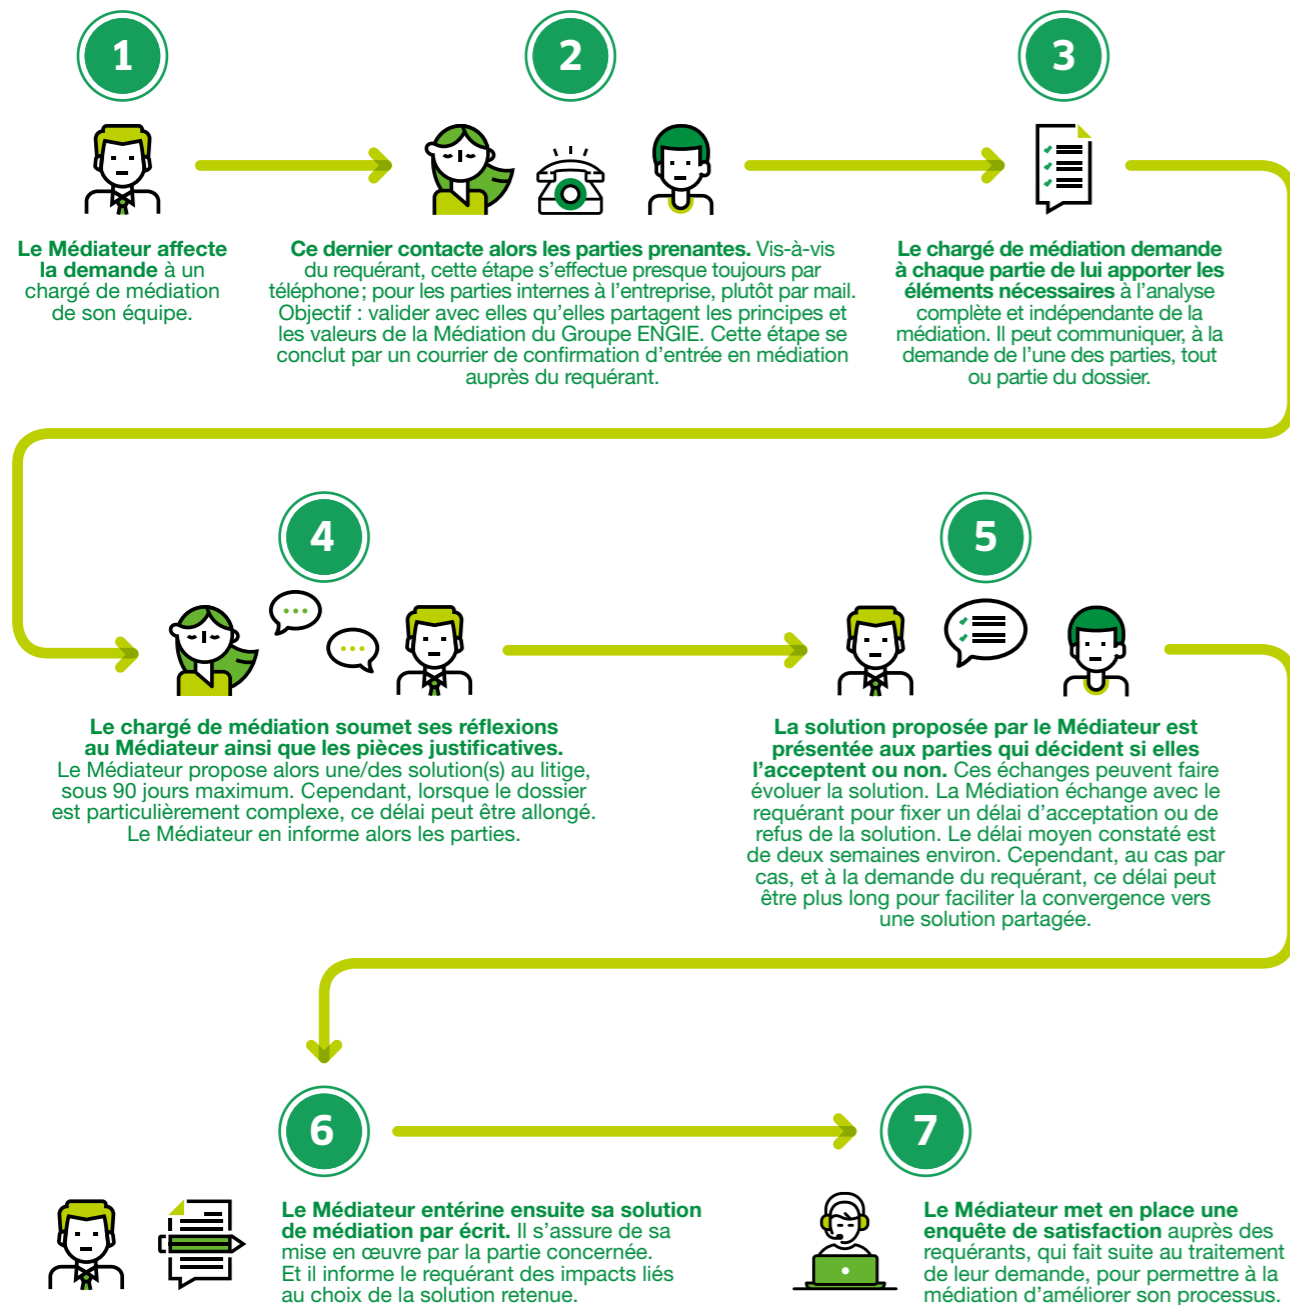 1
Le Médiateur affecte
la demande à un
chargé de médiation
de son équipe.
2
Ce dernier contacte alors les parties prenantes. Vis-à-vis
du requérant, cette étape s'effectue presque toujours par
téléphone ; pour les parties internes à l'entreprise, plutôt par mail.
Objectif : valider avec elles qu'elles partagent les principes et
les valeurs de la Médiation du Groupe ENGIE. Cette étape se
conclut par un courrier de confirmation d'entrée en médiation
auprès du requérant.
3
Le chargé de médiation demande
à chaque partie de lui apporter les
éléments nécessaires à l'analyse
complète et indépendante de la
médiation. Il peut communiquer, à la
demande de l'une des parties, tout
ou partie du dossier.
4
Le chargé de médiation soumet ses réflexions
au Médiateur ainsi que les pièces justificatives.
Le Médiateur propose alors une/des solution(s) au litige,
sous 90 jours maximum. Cependant, lorsque le dossier
est particulièrement complexe, ce délai peut être allongé.
Le Médiateur en informe alors les parties.
5
La solution proposée par le Médiateur est
présentée aux parties qui décident si elles
l'acceptent ou non. Ces échanges peuvent faire
évoluer la solution. La Médiation échange avec le
requérant pour fixer un délai d'acceptation ou de
refus de la solution. Le délai moyen constaté est
de deux semaines environ. Cependant, au cas par
cas, et à la demande du requérant, ce délai peut
être plus long pour faciliter la convergence vers
une solution partagée.
6
Le Médiateur entérine ensuite sa solution
de médiation par écrit. Il s'assure de sa
mise en œuvre par la partie concernée.
Et il informe le requérant des impacts liés
au choix de la solution retenue.
7
Le Médiateur met en place une
enquête de satisfaction auprès des
requérants, qui fait suite au traitement
de leur demande, pour permettre à la
médiation d'améliorer son processus.